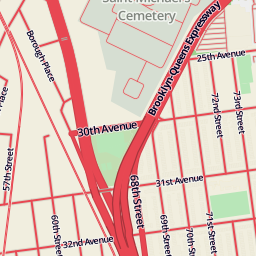 Saint Michael's
Cemetery
Borough Place
Brooklyn-Queens Expressway
25th Avenue
Place
30th Avenue
72nd Street
73rd Street
57th Street
31st Avenue
68th Street
60th Street
32nd Avenue
69th Street
70th Street
71st Street